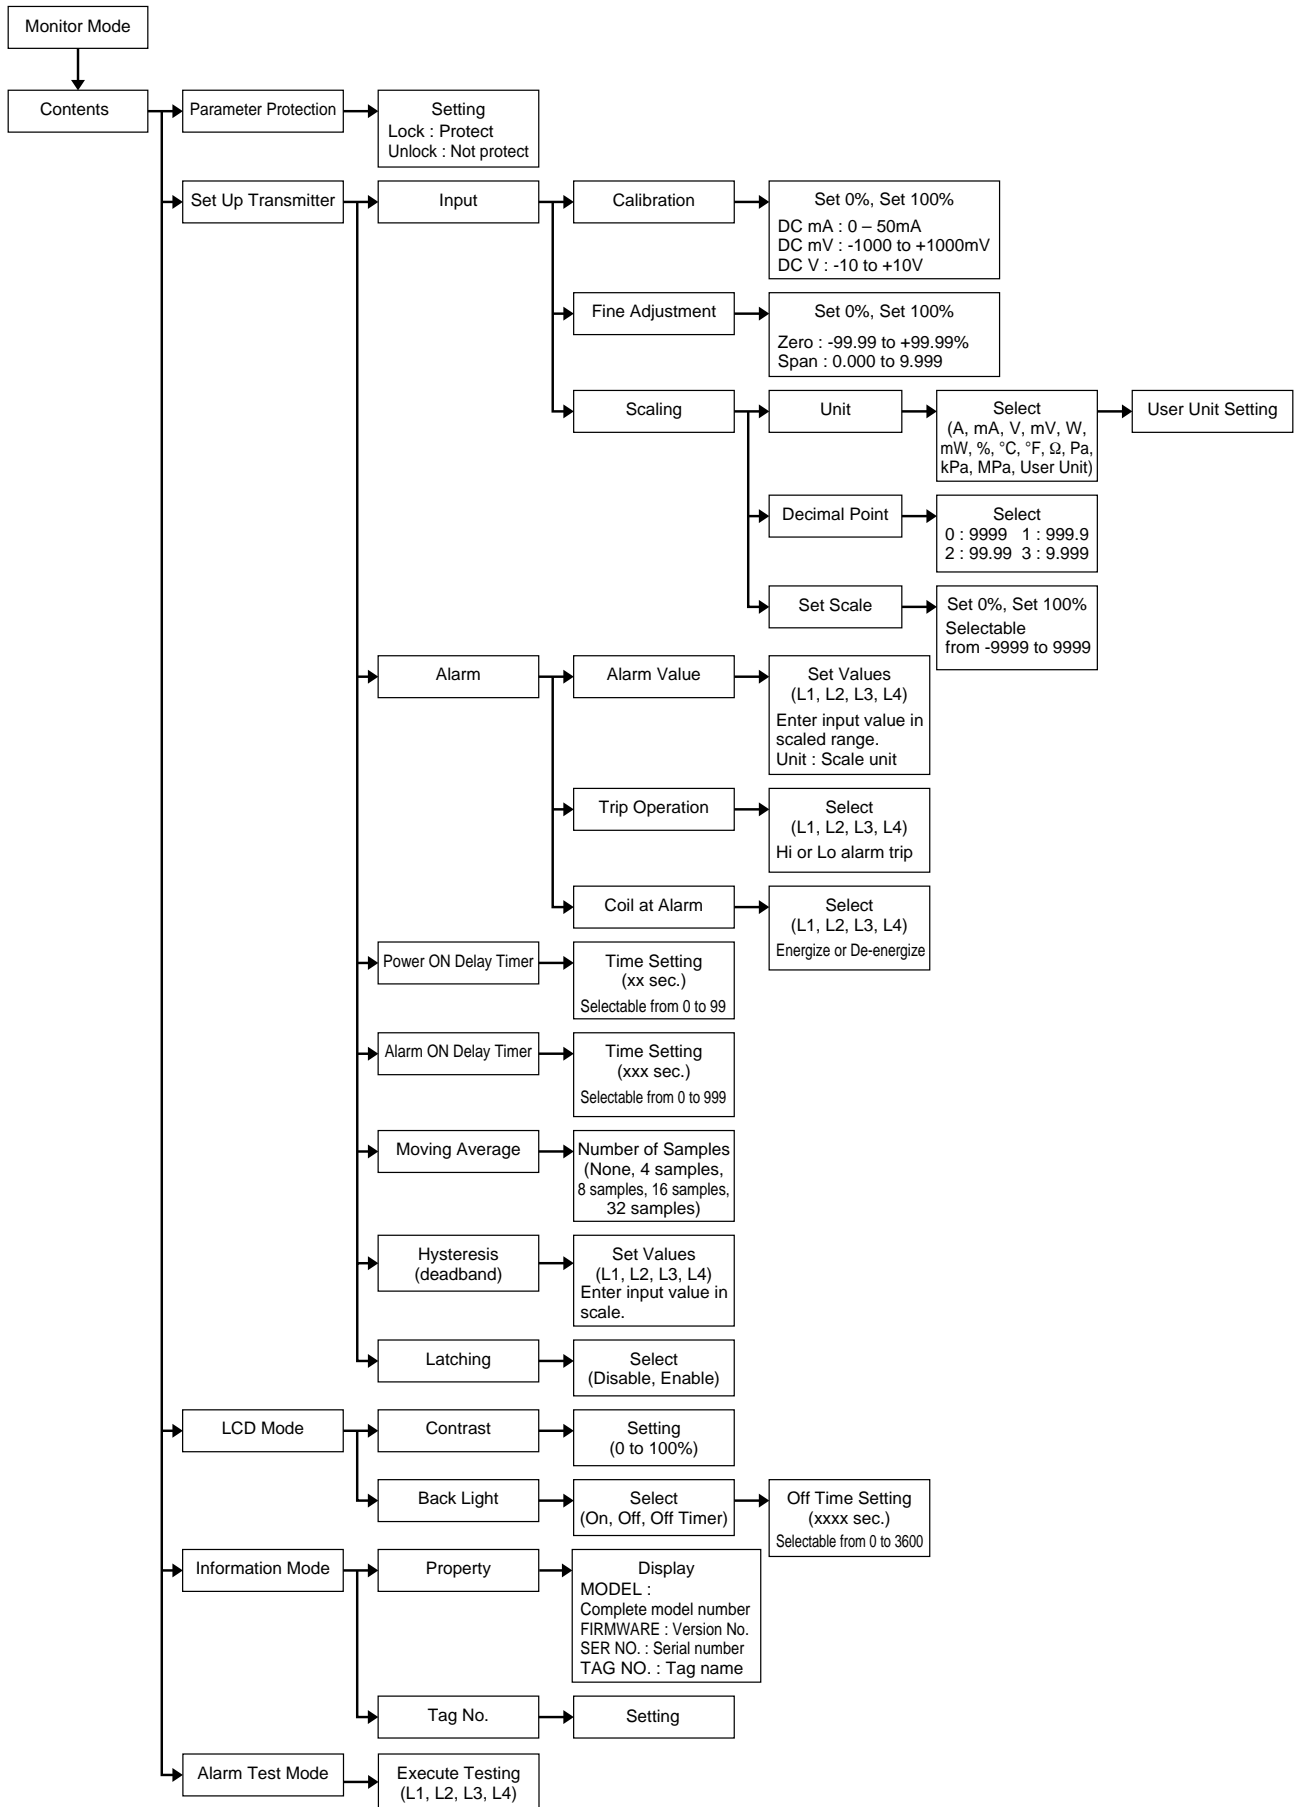 Monitor Mode
Contents
Parameter Protection
Setting
Lock : Protect
Unlock : Not protect
Set Up Transmitter
Input
Calibration
Set 0%, Set 100%
DC mA : 0 – 50mA
DC mV : -1000 to +1000mV
DC V : -10 to +10V
Fine Adjustment
Set 0%, Set 100%
Zero : -99.99 to +99.99%
Span : 0.000 to 9.999
Scaling
Unit
Select
(A, mA, V, mV, W,
mW, %, °C, °F, Ω, Pa,
kPa, MPa, User Unit)
User Unit Setting
Decimal Point
Select
0 : 9999 1 : 999.9
2 : 99.99 3 : 9.999
Set Scale
Set 0%, Set 100%
Selectable
from -9999 to 9999
Alarm
Alarm Value
Set Values
(L1, L2, L3, L4)
Enter input value in
scaled range.
Unit : Scale unit
Trip Operation
Select
(L1, L2, L3, L4)
Hi or Lo alarm trip
Coil at Alarm
Select
(L1, L2, L3, L4)
Energize or De-energize
Power ON Delay Timer
Time Setting
(xx sec.)
Selectable from 0 to 99
Alarm ON Delay Timer
Time Setting
(xxx sec.)
Selectable from 0 to 999
Moving Average
Number of Samples
(None, 4 samples,
8 samples, 16 samples,
32 samples)
Hysteresis
(deadband)
Set Values
(L1, L2, L3, L4)
Enter input value in
scale.
Latching
Select
(Disable, Enable)
LCD Mode
Contrast
Setting
(0 to 100%)
Back Light
Select
(On, Off, Off Timer)
Off Time Setting
(xxxx sec.)
Selectable from 0 to 3600
Information Mode
Property
Display
MODEL :
Complete model number
FIRMWARE : Version No.
SER NO. : Serial number
TAG NO. : Tag name
Tag No.
Setting
Alarm Test Mode
Execute Testing
(L1, L2, L3, L4)